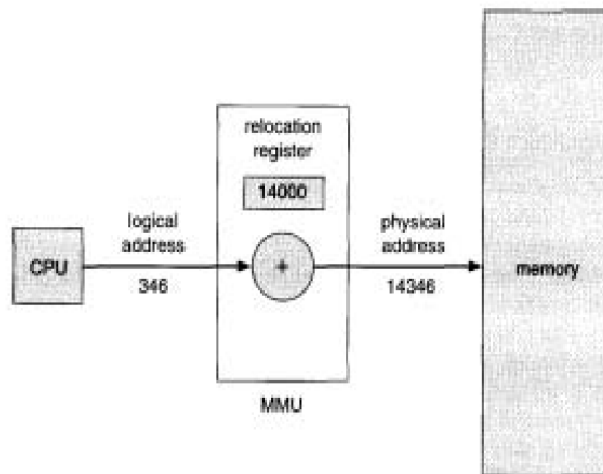 relocation
register
14000
logical
address
346
CPU
+
physical
address
14346
memory
MMU